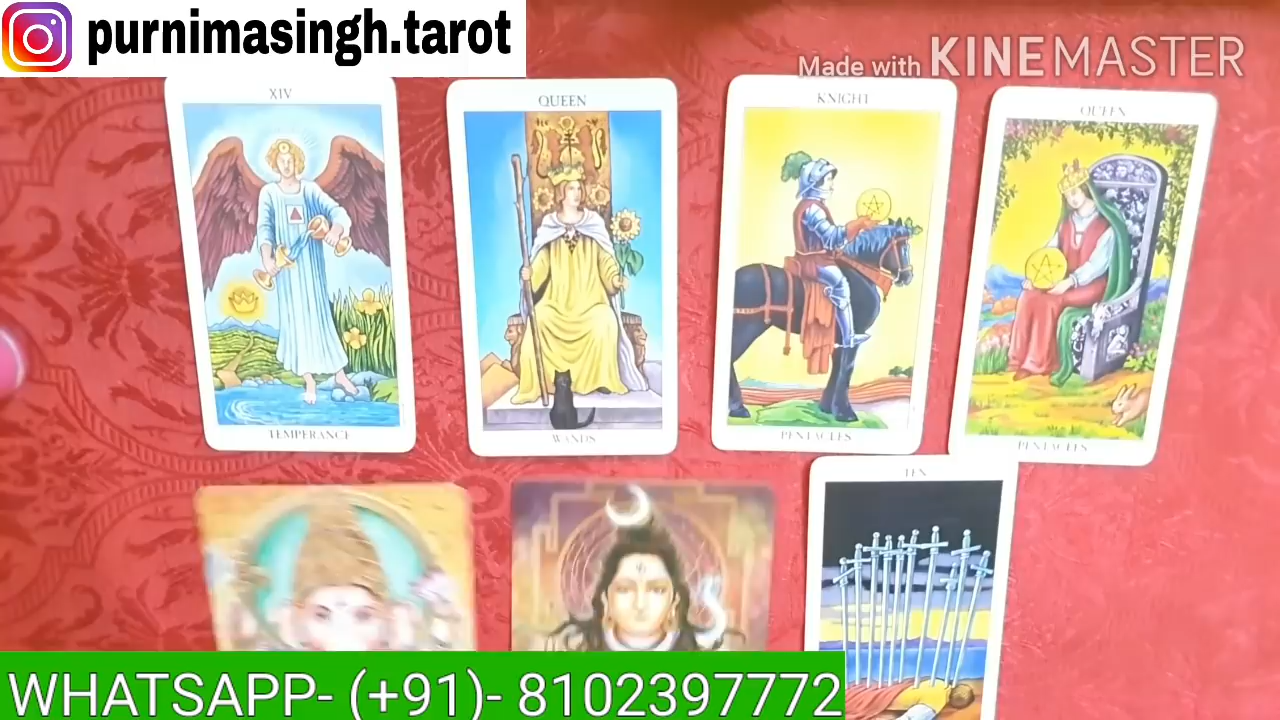 purnimasingh.tarot
Made with KINEMASTER
XIV
QUEEN
KNIGHT
QUEEN
TEMPERANCE
WANDS
PENTACLES
PENTACLES
TEN
WHATSAPP- (+91)- 8102397772